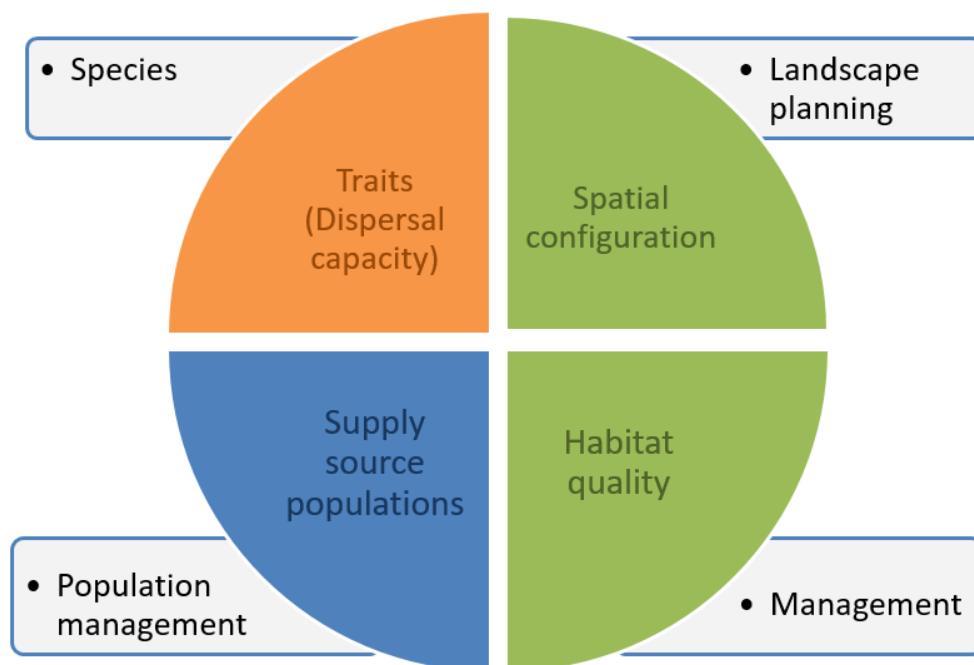 • Species
• Landscape
planning
Traits
(Dispersal
capacity)
Spatial
configuration
Supply
source
populations
Habitat
quality
• Population
management
• Management